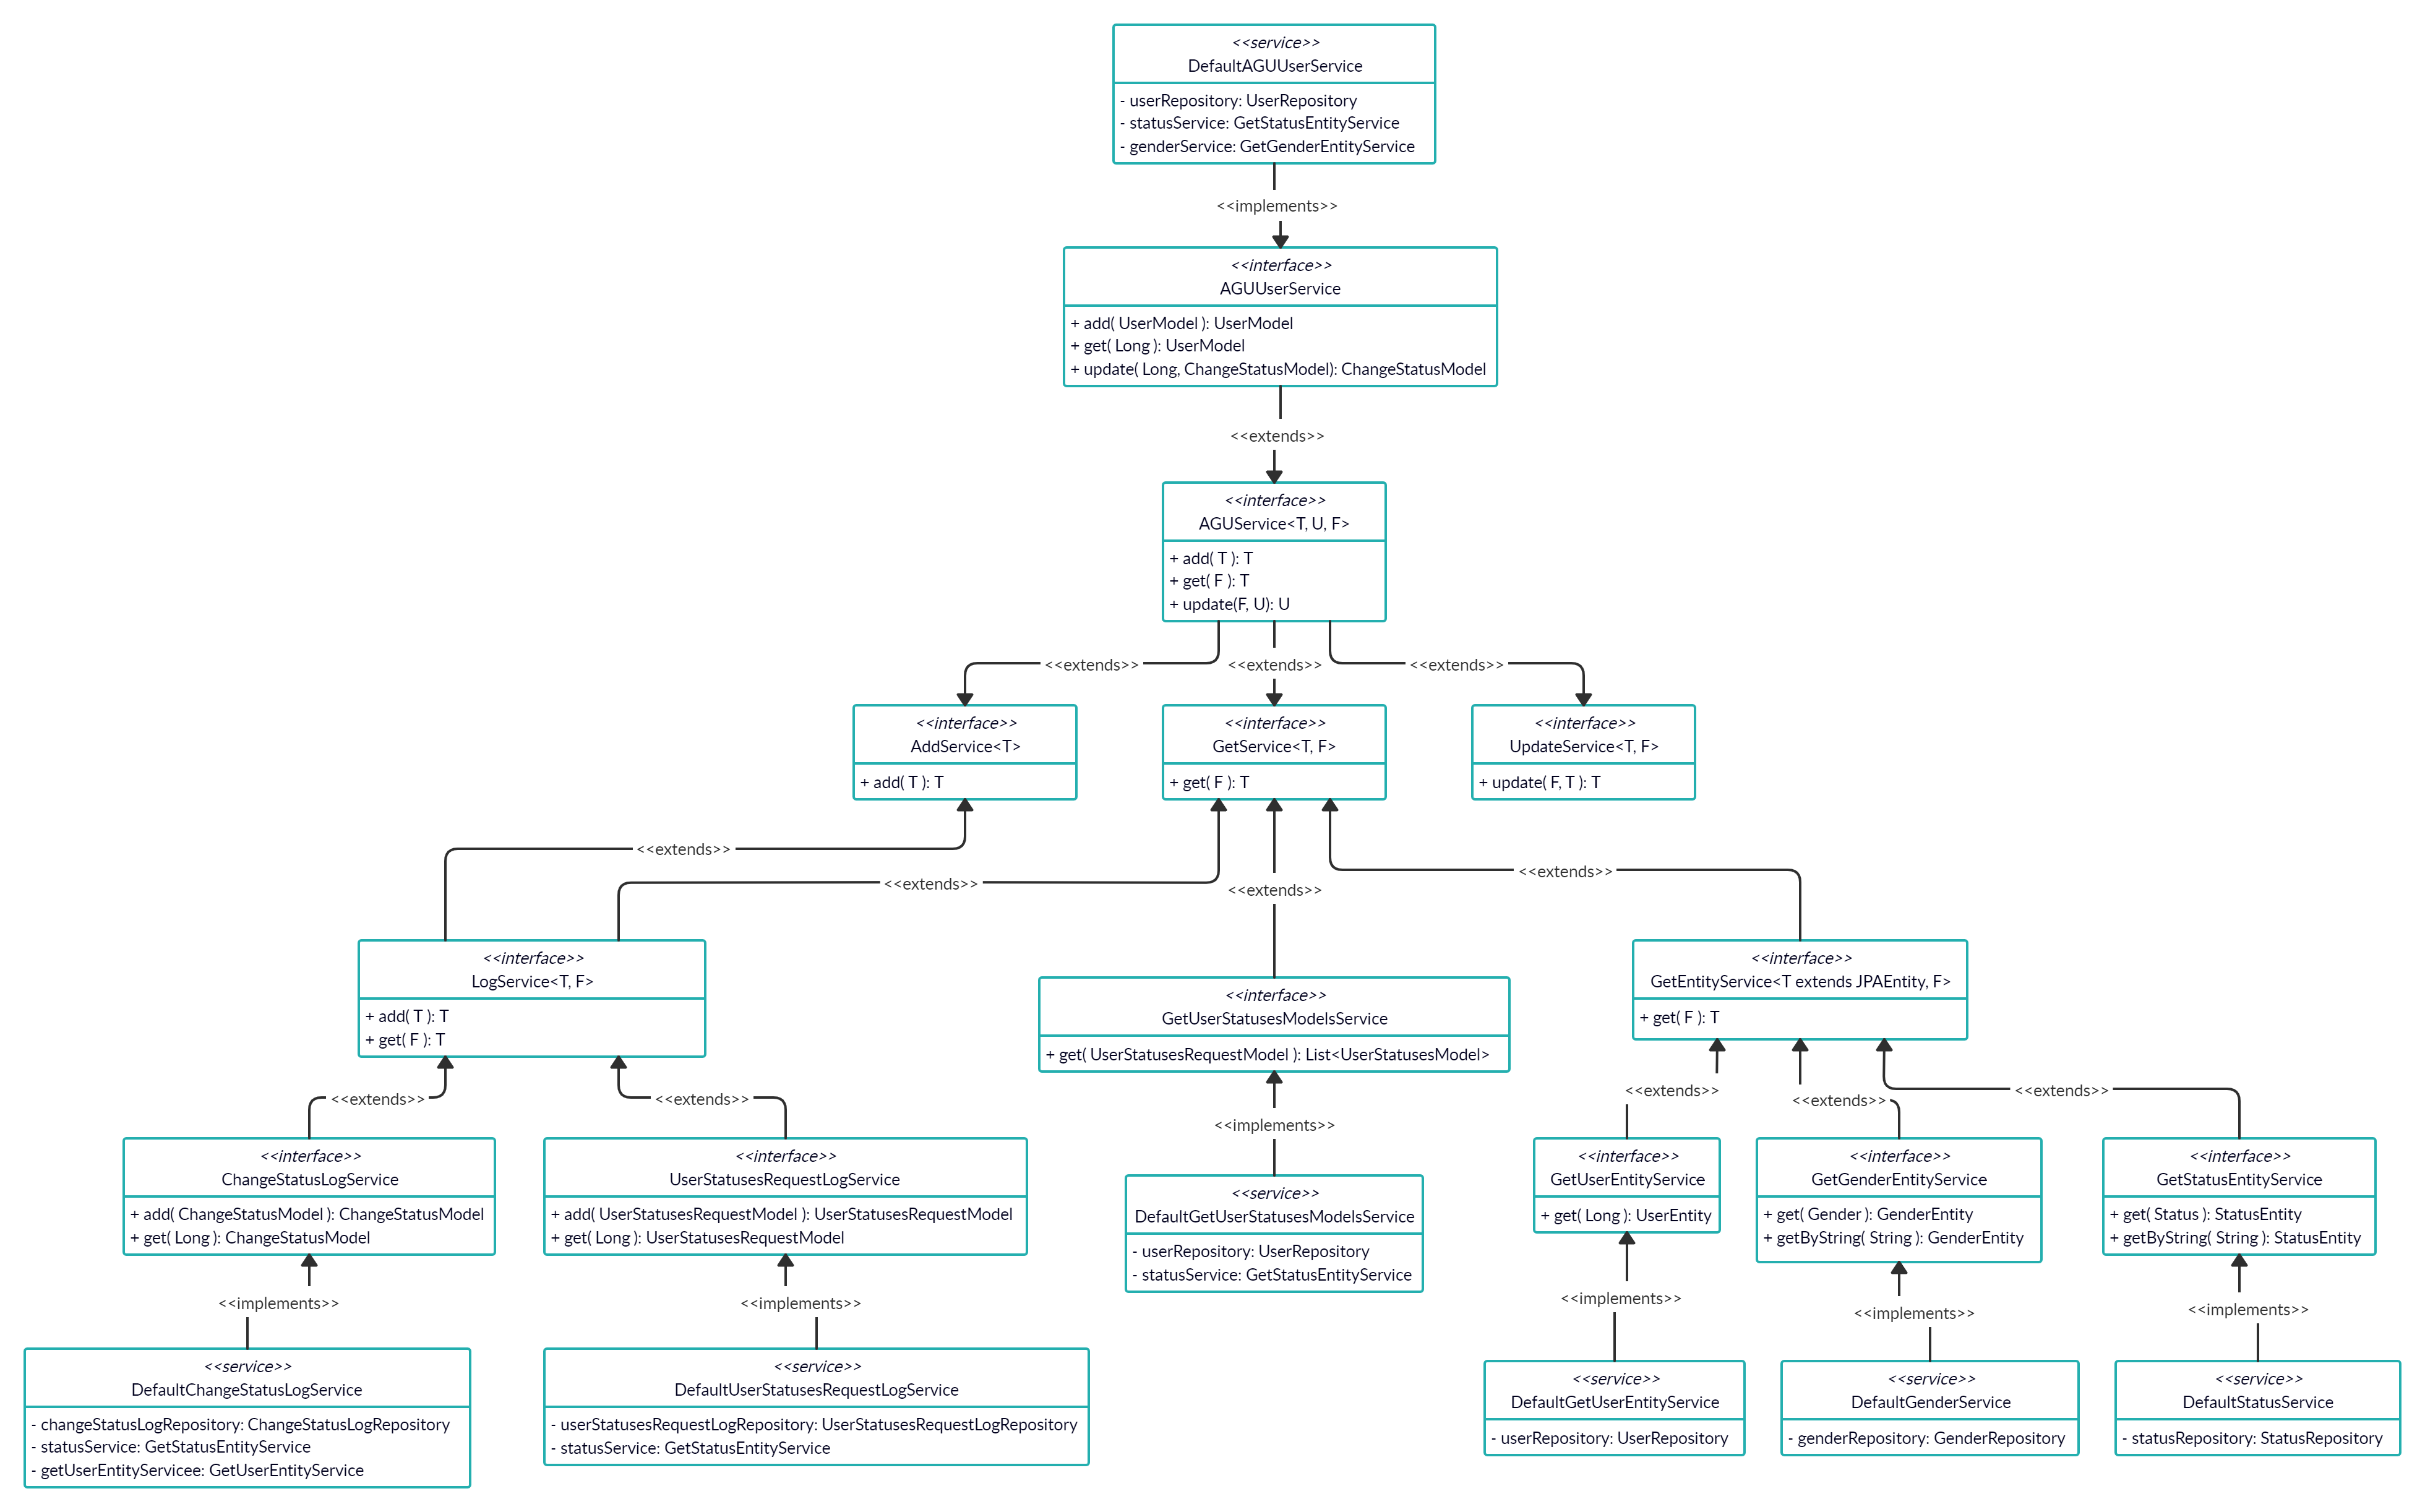 <<service>>
DefaultAGUUserService
- userRepository: UserRepository
- statusService: GetStatusEntityService
- genderService: GetGenderEntityService
<<implements>>
<<interface>>
AGUUserService
+ add( UserModel ): UserModel
+ get( Long ): UserModel
+ update( Long, ChangeStatusModel): ChangeStatusModel
<<extends>>
<<interface>>
AGUService<T, U, F>
+ add( T ): T
+ get( F ): T
+ update(F, U): U
<<extends>>
<<extends>>
<<extends>>
<<interface>>
AddService<T>
+ add( T ): T
<<interface>>
GetService<T, F>
+ get( F ): T
<<interface>>
UpdateService<T, F>
+ update( F, T ): T
<<extends>>
<<extends>>
<<extends>>
<<extends>>
<<interface>>
LogService<T, F>
+ add( T ): T
+ get( F ): T
<<interface>>
GetUserStatusesModelsService
+ get( UserStatusesRequestModel ): List<UserStatusesModel>
<<interface>>
GetEntityService<T extends JPAEntity, F>
+ get( F ): T
<<extends>>
<<extends>>
<<implements>>
<<extends>>
<<extends>>
<<extends>>
<<interface>>
ChangeStatusLogService
+ add( ChangeStatusModel ): ChangeStatusModel
+ get( Long ): ChangeStatusModel
<<interface>>
UserStatusesRequestLogService
+ add( UserStatusesRequestModel ): UserStatusesRequestModel
+ get( Long ): UserStatusesRequestModel
<<service>>
DefaultGetUserStatusesModelsService
- userRepository: UserRepository
- statusService: GetStatusEntityService
<<interface>>
GetUserEntityService
+ get( Long ): UserEntity
<<interface>>
GetGenderEntityService
+ get( Gender ): GenderEntity
+ getByString( String ): GenderEntity
<<interface>>
GetStatusEntityService
+ get( Status ): StatusEntity
+ getByString( String ): StatusEntity
<<implements>>
<<implements>>
<<implements>>
<<implements>>
<<implements>>
<<service>>
DefaultChangeStatusLogService
- changeStatusLogRepository: ChangeStatusLogRepository
- statusService: GetStatusEntityService
- getUserEntityServicee: GetUserEntityService
<<service>>
DefaultUserStatusesRequestLogService
- userStatusesRequestLogRepository: UserStatusesRequestLogRepository
- statusService: GetStatusEntityService
<<service>>
DefaultGetUserEntityService
- userRepository: UserRepository
<<service>>
DefaultGenderService
- genderRepository: GenderRepository
<<service>>
DefaultStatusService
- statusRepository: StatusRepository